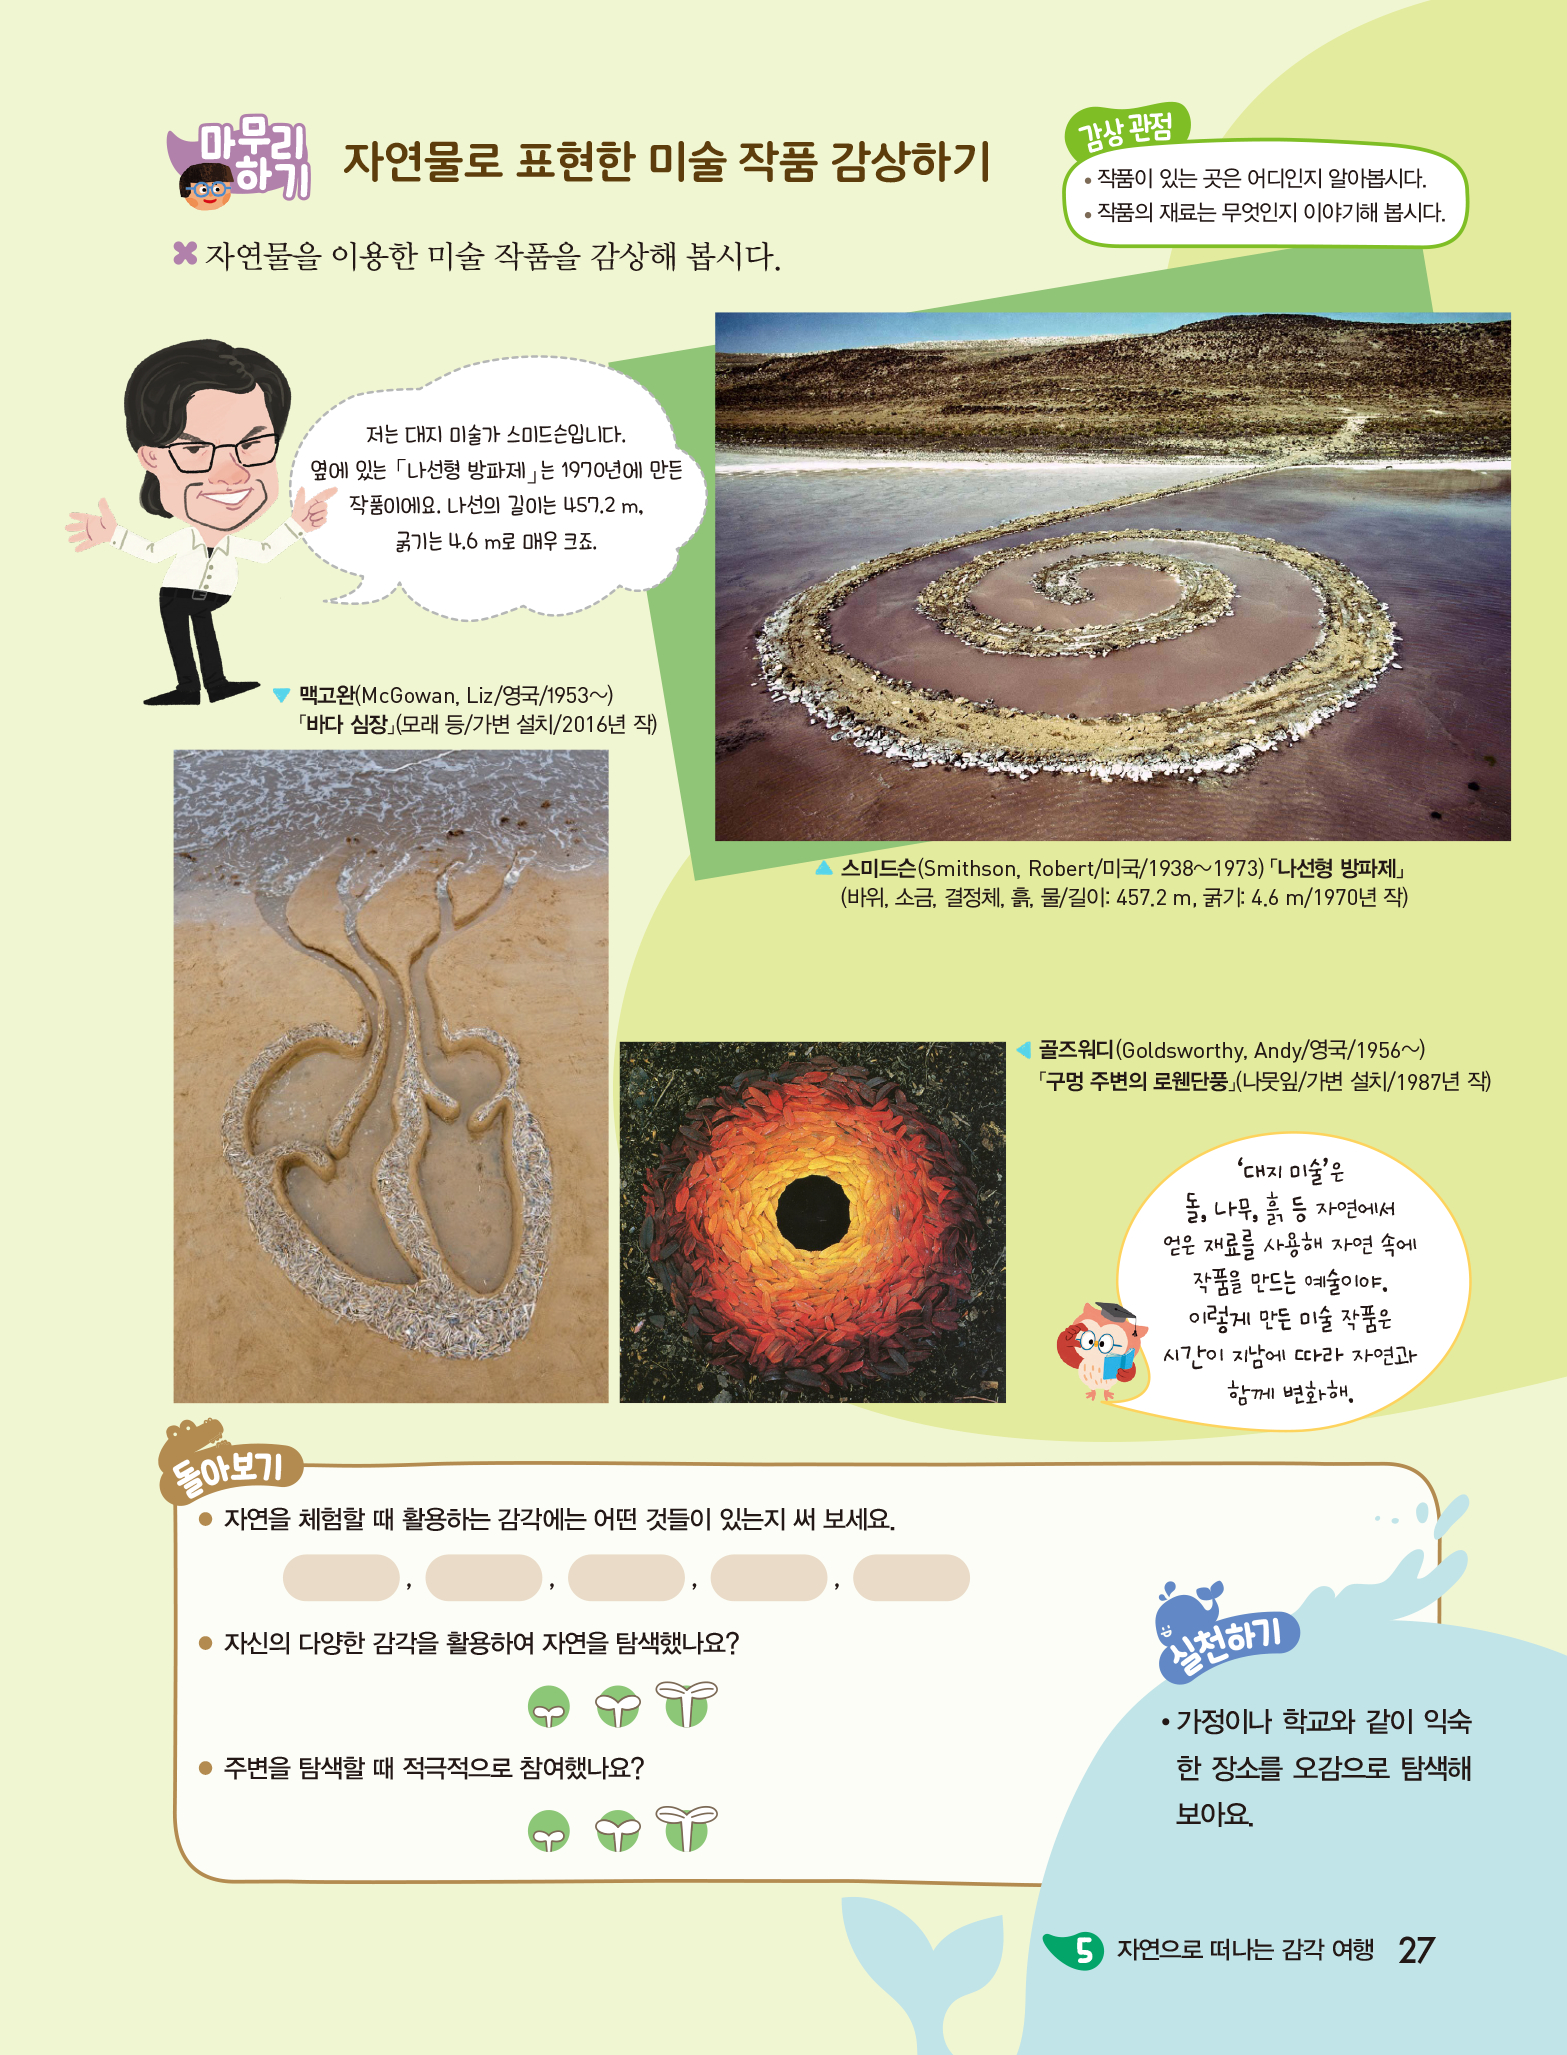 마무리
하기
자연물로 표현한 미술 작품 감상하기
감상 관점
• 작품이 있는 곳은 어디인지 알아봅시다.
• 작품의 재료는 무엇인지 이야기해 봅시다.
자연물을 이용한 미술 작품을 감상해 봅시다.
저는 대지 미술가 스미드슨입니다.
옆에 있는 「나선형 방파제」는 1970년에 만든
작품이에요. 나선의 길이는 457.2 m,
굵기는 4.6 m로 매우 크죠.
▼ 맥고완(McGowan, Liz/영국/1953~)
「바다 심장」(모래 등/가변 설치/2016년 작)
▲ 스미드슨(Smithson, Robert/미국/1938~1973) 「나선형 방파제」
(바위, 소금, 결정체, 흙, 물/길이: 457.2 m, 굵기: 4.6 m/1970년 작)
◀ 골즈워디(Goldsworthy, Andy/영국/1956~)
「구멍 주변의 로웬단풍」(나뭇잎/가변 설치/1987년 작)
‘대지 미술’은
돌, 나무, 흙 등 자연에서
얻은 재료를 사용해 자연 속에
작품을 만드는 예술이야.
이렇게 만든 미술 작품은
시간이 지남에 따라 자연과
함께 변화해.
돌아보기
● 자연을 체험할 때 활용하는 감각에는 어떤 것들이 있는지 써 보세요.
, , , ,
● 자신의 다양한 감각을 활용하여 자연을 탐색했나요?
● 주변을 탐색할 때 적극적으로 참여했나요?
실천하기
• 가정이나 학교와 같이 익숙
한 장소를 오감으로 탐색해
보아요.
5 자연으로 떠나는 감각 여행 27